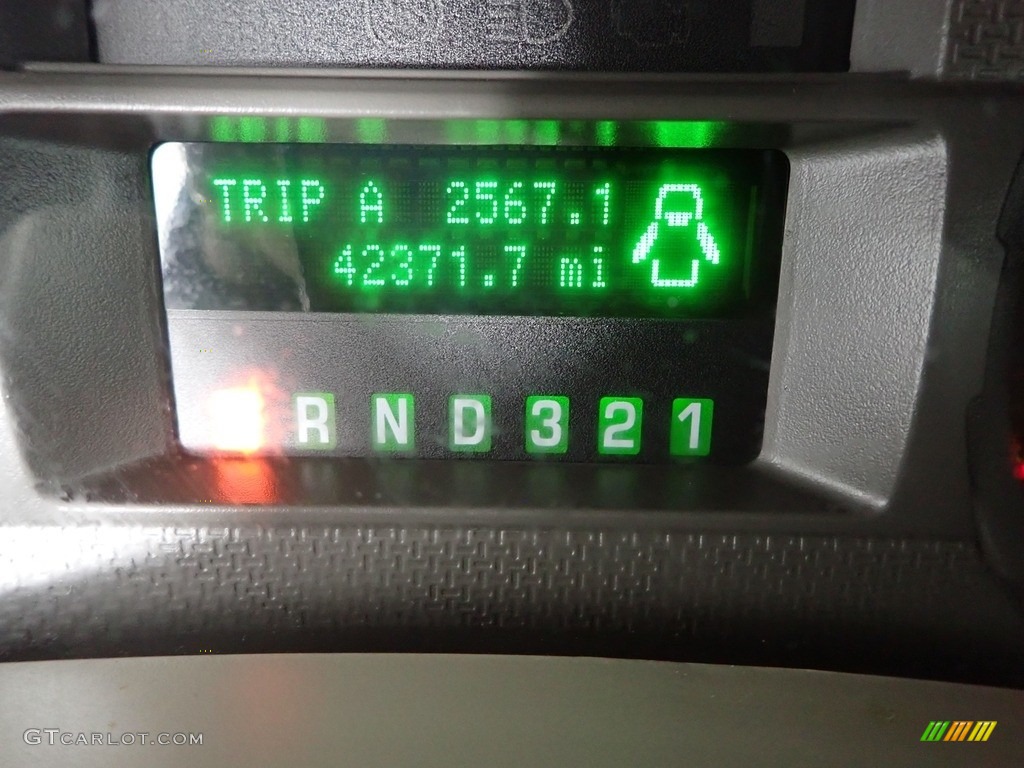 TRIP A 2567.1
42371.7 mi
R N D 3 2 1
GTCARLOT.COM